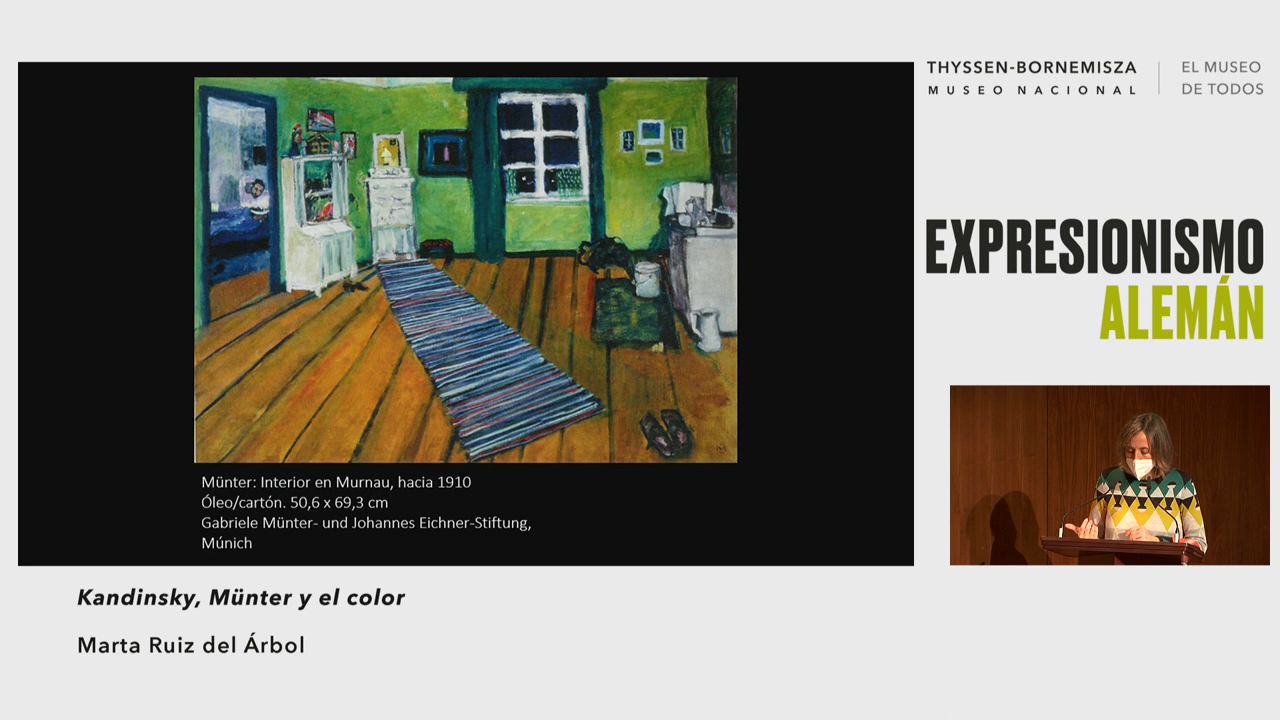 THYSSEN-BORNEMISZA
MUSEO NACIONAL
EL MUSEO
DE TODOS
EXPRESIONISMO
ALEMÁN
Münter: Interior en Murnau, hacia 1910
Óleo/cartón. 50,6 x 69,3 cm
Gabriele Münter- und Johannes Eichner-Stiftung,
Múnich
Kandinsky, Münter y el color
Marta Ruiz del Árbol